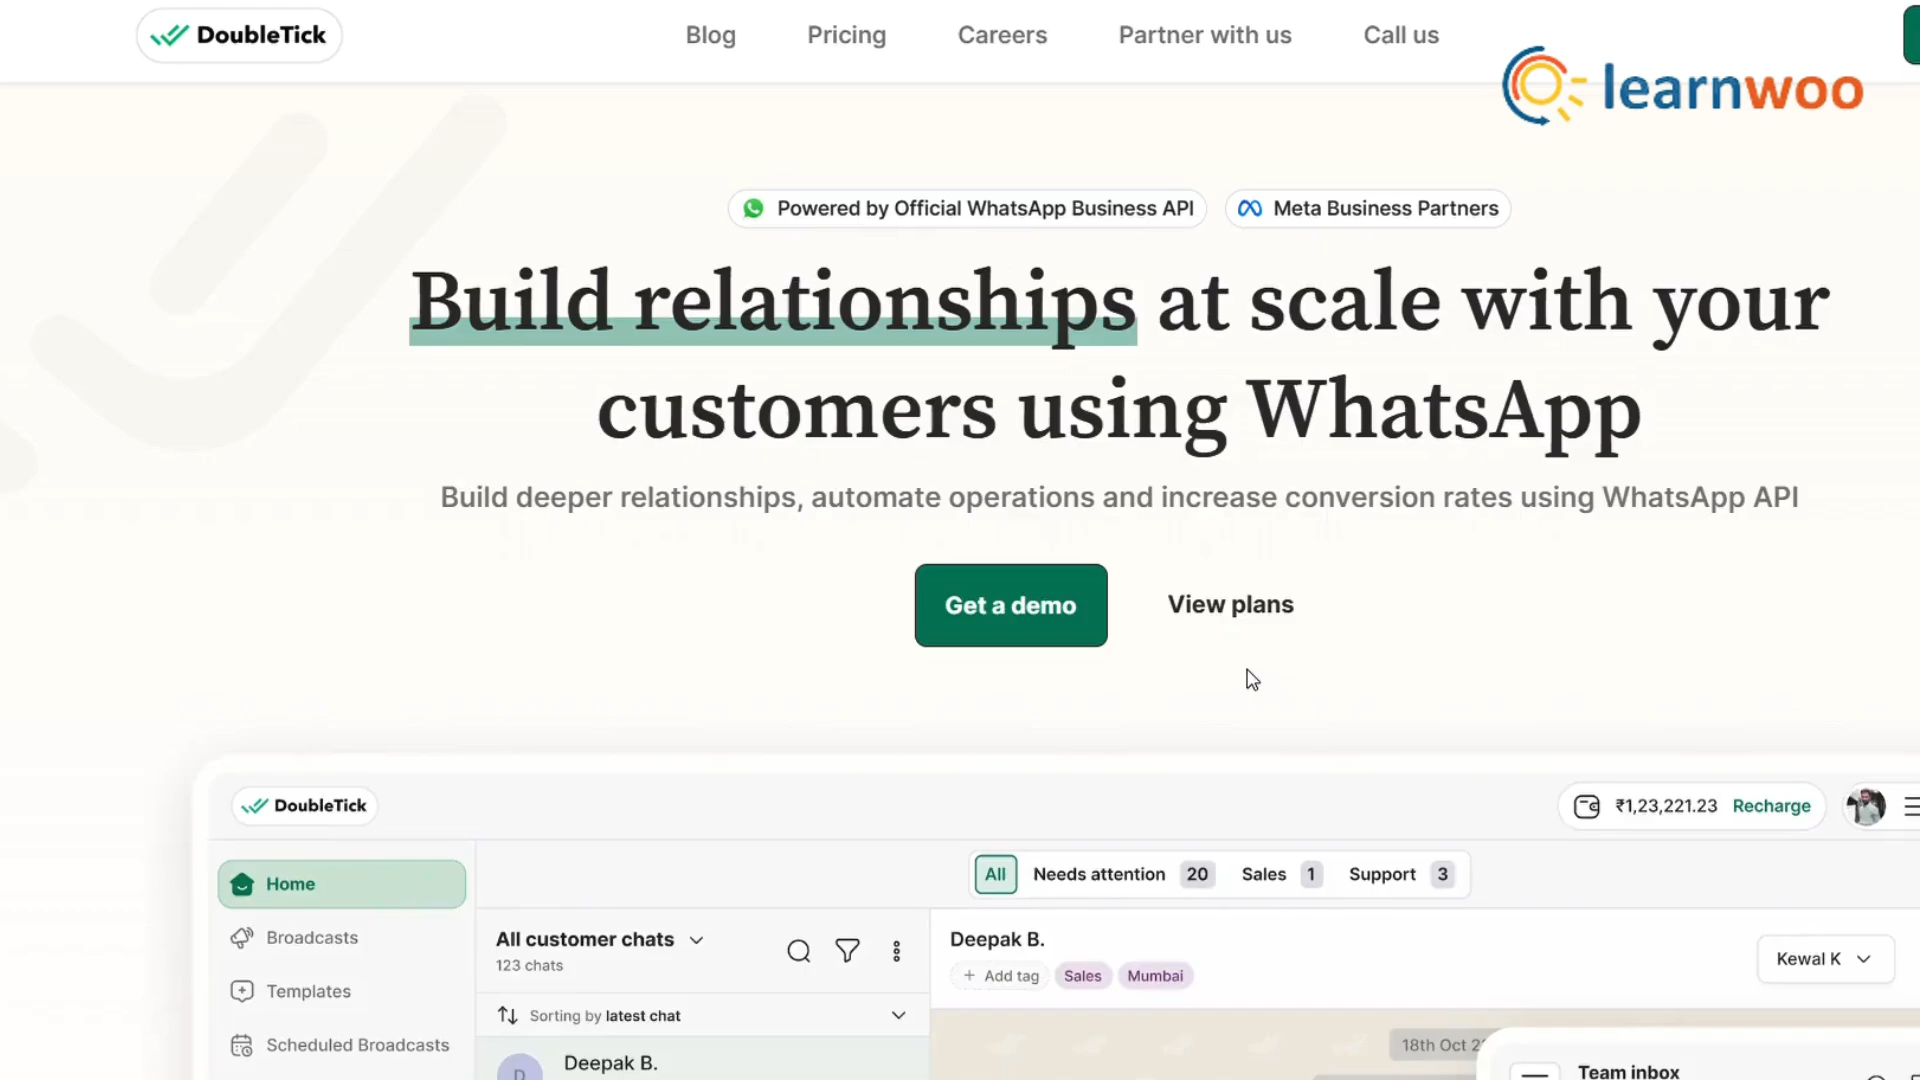 DoubleTick
Blog
Pricing
Careers
Partner with us
Call us
learnwoo
Powered by Official WhatsApp Business API
Meta Business Partners
Build relationships at scale with your
customers using WhatsApp
Build deeper relationships, automate operations and increase conversion rates using WhatsApp API
Get a demo
View plans
DoubleTick
₹1,23,221.23 Recharge
Home
All
Needs attention 20
Sales 1
Support 3
Broadcasts
All customer chats
123 chats
Deepak B.
+ Add tag
Sales
Mumbai
Kewal K
Templates
Sorting by latest chat
Scheduled Broadcasts
D
Deepak B.
18th Oct
Team inbox